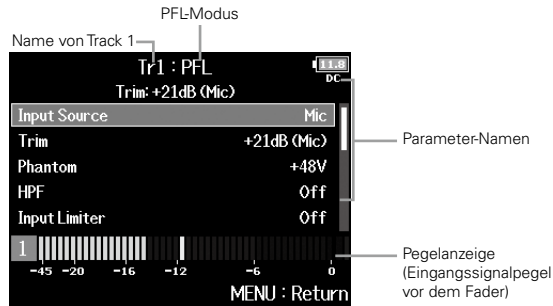 PFL-Modus
Name von Track 1
Tr1 : PFL
11.8
DC
Trim: +21dB (Mic)
Input Source Mic
Trim +21dB (Mic)
Phantom +48V
HPF Off
Input Limiter Off
Parameter-Namen
1
-45 -20 -16 -12 -6 0
Pegelanzeige
(Eingangssignalpegel
vor dem Fader)
MENU : Return